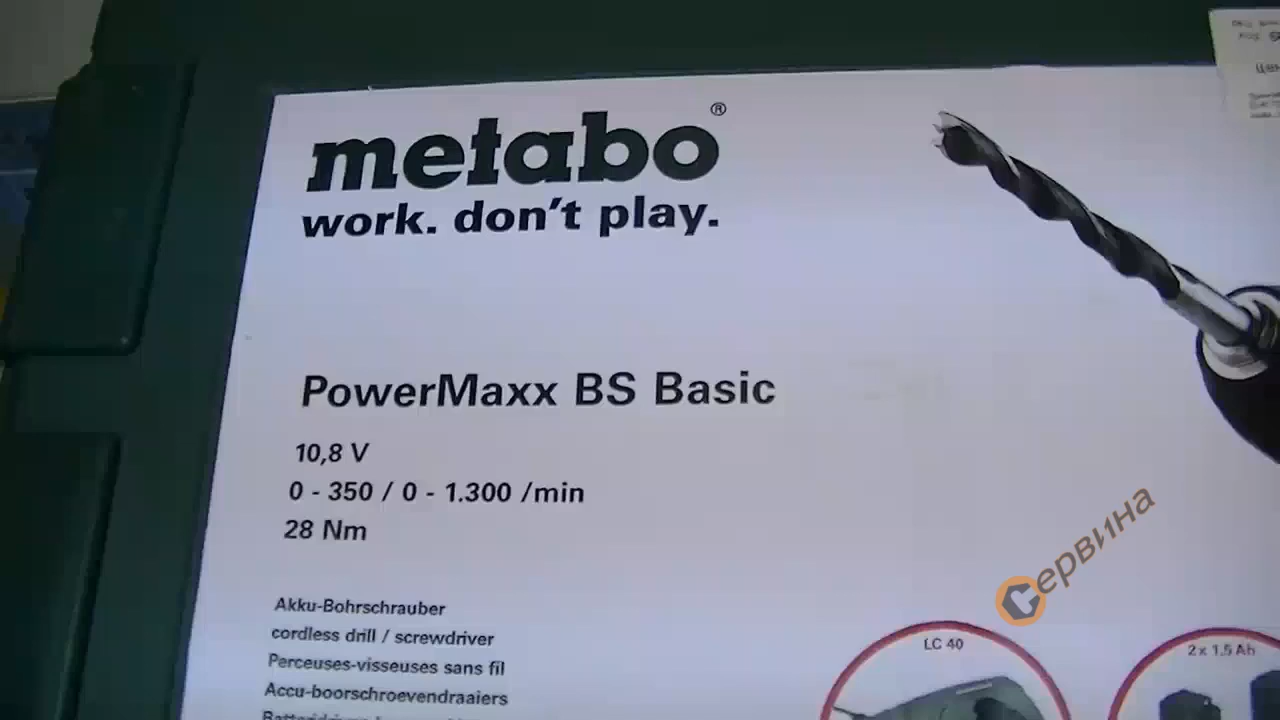 metabo®
work. don't play.
PowerMaxx BS Basic
10,8 V
0 - 350 / 0 - 1.300 /min
28 Nm
Akku-Bohrschrauber
cordless drill / screwdriver
Perceuses-visseuses sans fil
Accu-boorschroevendraaiers
LC 40
2 x 1.5 Ah
Сервина